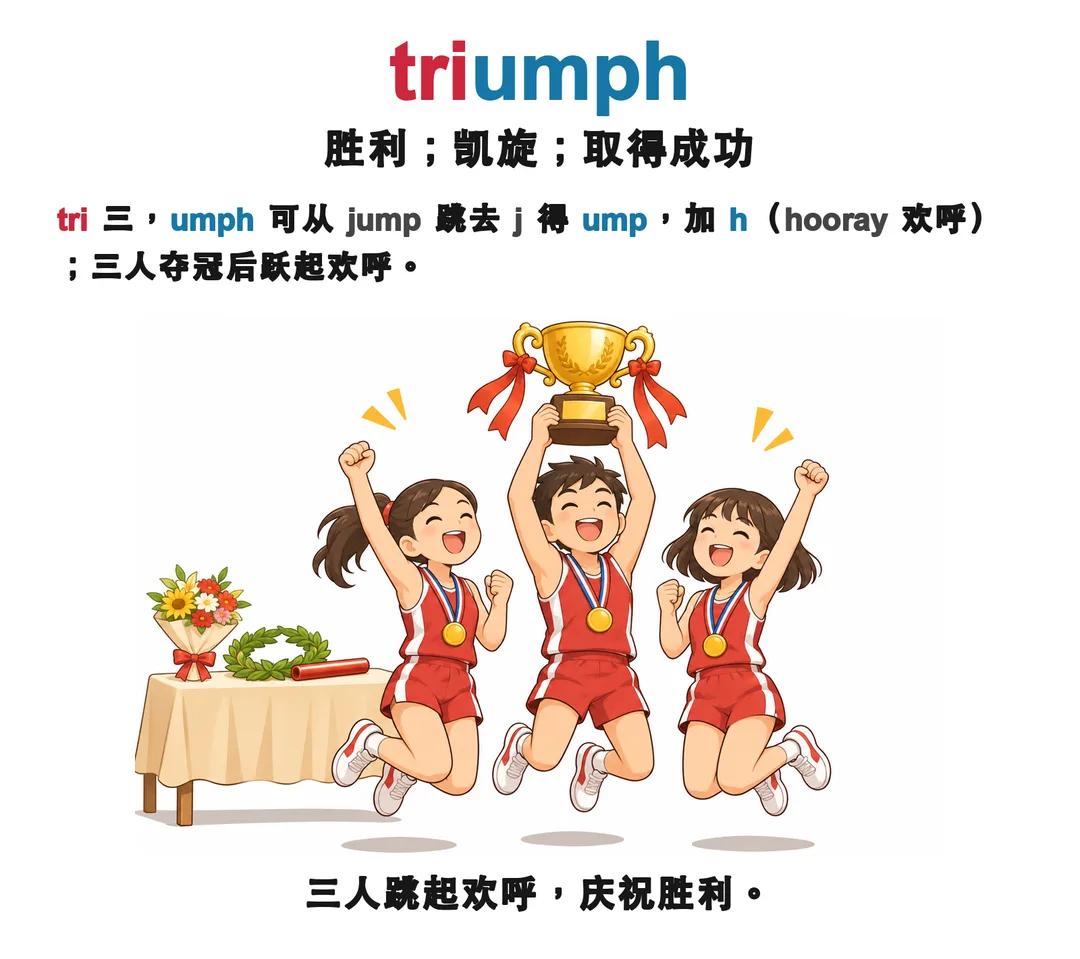 triumph
胜利；凯旋；取得成功
tri 三，umph 可从 jump 跳去 j 得 ump，加 h（hooray 欢呼）
；三人夺冠后跃起欢呼。
三人跳起欢呼，庆祝胜利。